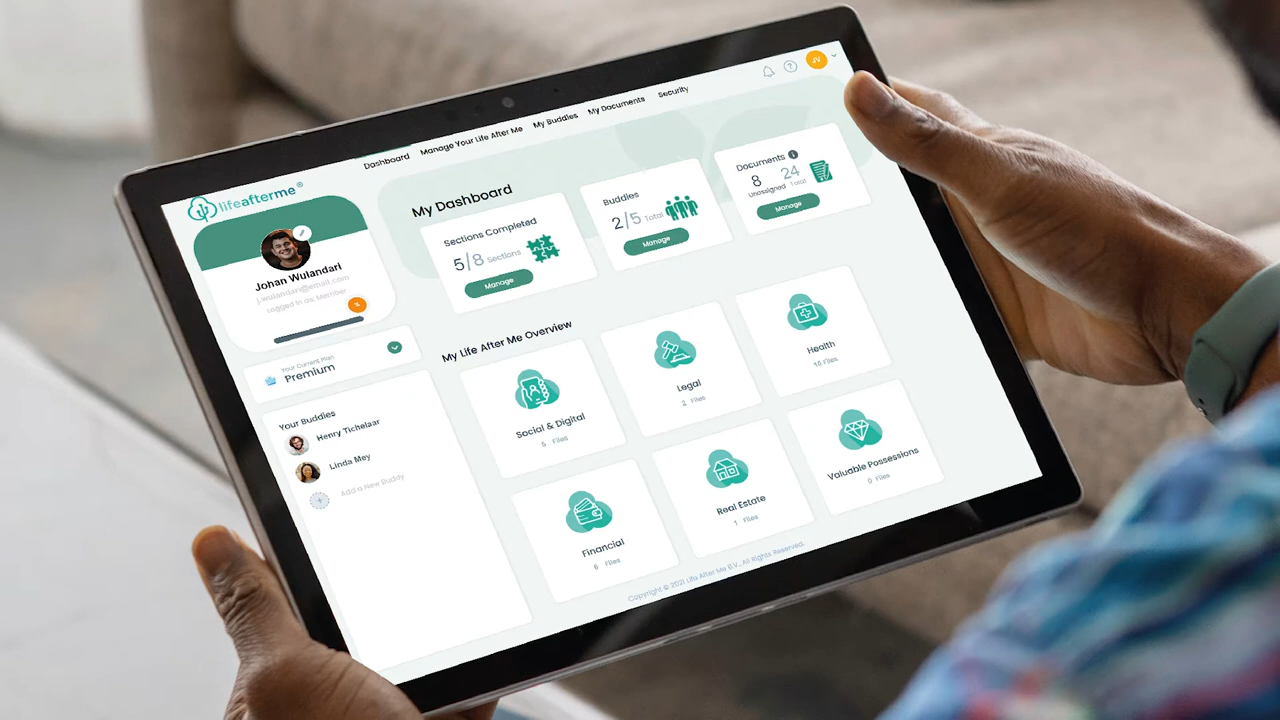 lifeafterme®
Dashboard
Manage Your Life After Me
My Buddies
My Documents
Security
JV
Johan Wulandari
j.wulandari@email.com
Logged in as: Member
Your Current Plan
Premium
Your Buddies
Henry Tichelaar
Linda Mey
Add a New Buddy
My Dashboard
Sections Completed
5/8 Sections
Manage
Buddies
2/5 Total
Manage
Documents
8 24
Unassigned Total
Manage
My Life After Me Overview
Social & Digital
5 Files
Legal
2 Files
Health
Files
Financial
6 Files
Real Estate
1 Files
Valuable Possessions
0 Files
Copyright © 2021 Life After Me B.V., All Rights Reserved.